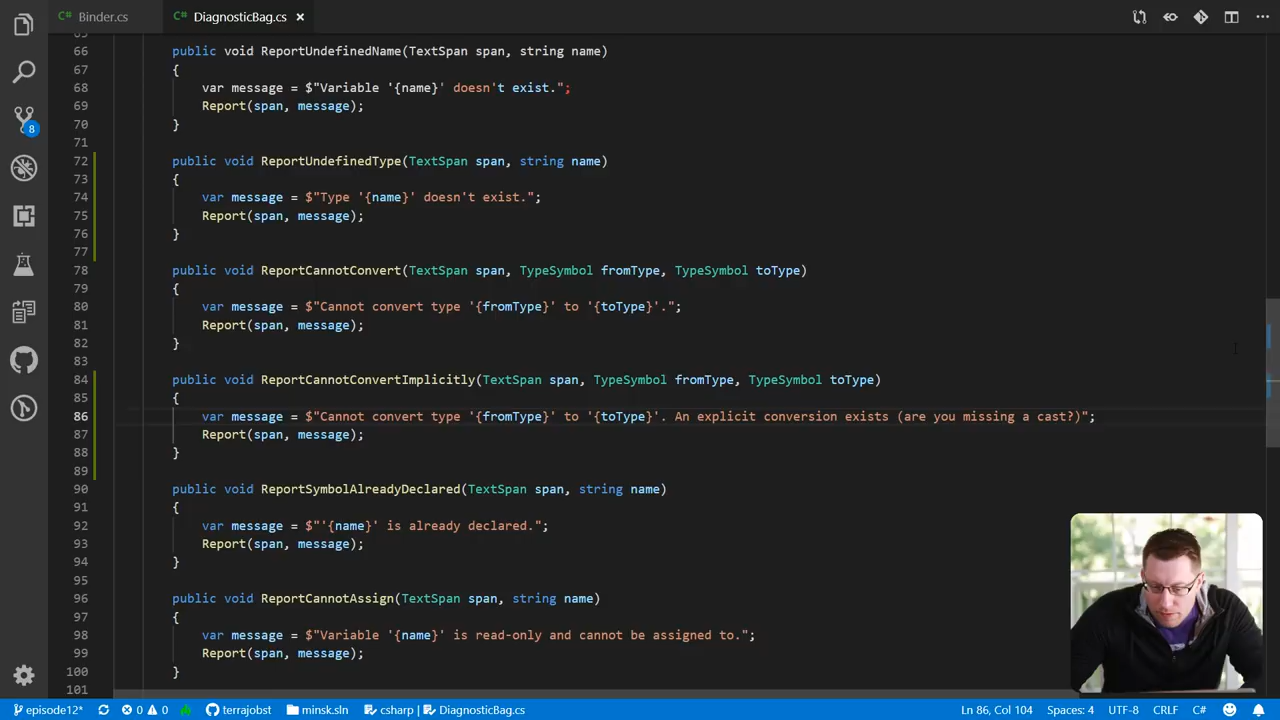 Binder.cs
DiagnosticBag.cs
66 public void ReportUndefinedName(TextSpan span, string name)
67 {
68 var message = $"Variable '{name}' doesn't exist.";
69 Report(span, message);
70 }
71
72 public void ReportUndefinedType(TextSpan span, string name)
73 {
74 var message = $"Type '{name}' doesn't exist.";
75 Report(span, message);
76 }
77
78 public void ReportCannotConvert(TextSpan span, TypeSymbol fromType, TypeSymbol toType)
79 {
80 var message = $"Cannot convert type '{fromType}' to '{toType}'.";
81 Report(span, message);
82 }
83
84 public void ReportCannotConvertImplicitly(TextSpan span, TypeSymbol fromType, TypeSymbol toType)
85 {
86 var message = $"Cannot convert type '{fromType}' to '{toType}'. An explicit conversion exists (are you missing a cast?)";
87 Report(span, message);
88 }
89
90 public void ReportSymbolAlreadyDeclared(TextSpan span, string name)
91 {
92 var message = $"'{name}' is already declared.";
93 Report(span, message);
94 }
95
96 public void ReportCannotAssign(TextSpan span, string name)
97 {
98 var message = $"Variable '{name}' is read-only and cannot be assigned to.";
99 Report(span, message);
100 }
101
8
episode12* 0 0 terrajobst minsk.sln csharp | DiagnosticBag.cs Ln 86, Col 104 Spaces: 4 UTF-8 CRLF C#